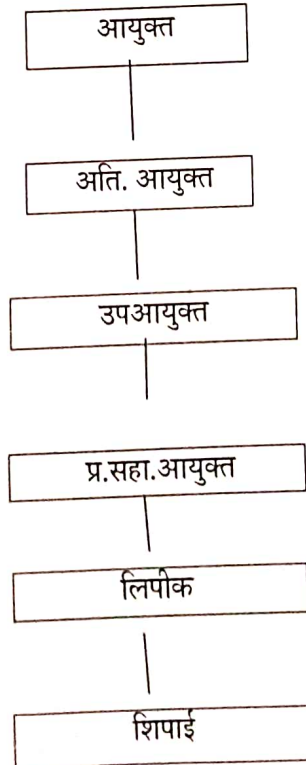 आयुक्त
अति. आयुक्त
उपआयुक्त
प्र.सहा.आयुक्त
लिपीक
शिपाई